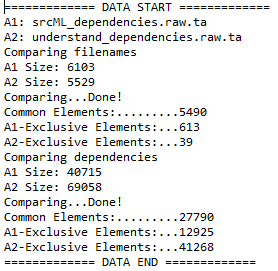 ============= DATA START =============
A1: srcML_dependencies.raw.ta
A2: understand_dependencies.raw.ta
Comparing filenames
A1 Size: 6103
A2 Size: 5529
Comparing...Done!
Common Elements:.........5490
A1-Exclusive Elements:...613
A2-Exclusive Elements:...39
Comparing dependencies
A1 Size: 40715
A2 Size: 69058
Comparing...Done!
Common Elements:.........27790
A1-Exclusive Elements:...12925
A2-Exclusive Elements:...41268
============= DATA END =============